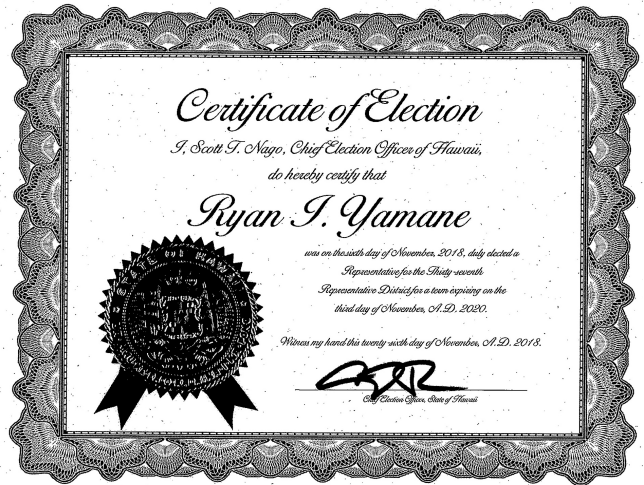 Certificate of Election
I, Scott T. Nago, Chief Election Officer of Hawaii,
do hereby certify that
Ryan I. Yamane
was on the sixth day of November, 2018, duly elected a
Representative for the Thirty-seventh
Representative District for a term expiring on the
third day of November, A.D. 2020.
Witness my hand this twenty-sixth day of November, A.D. 2018.
STATE OF HAWAII
Chief Election Officer, State of Hawaii